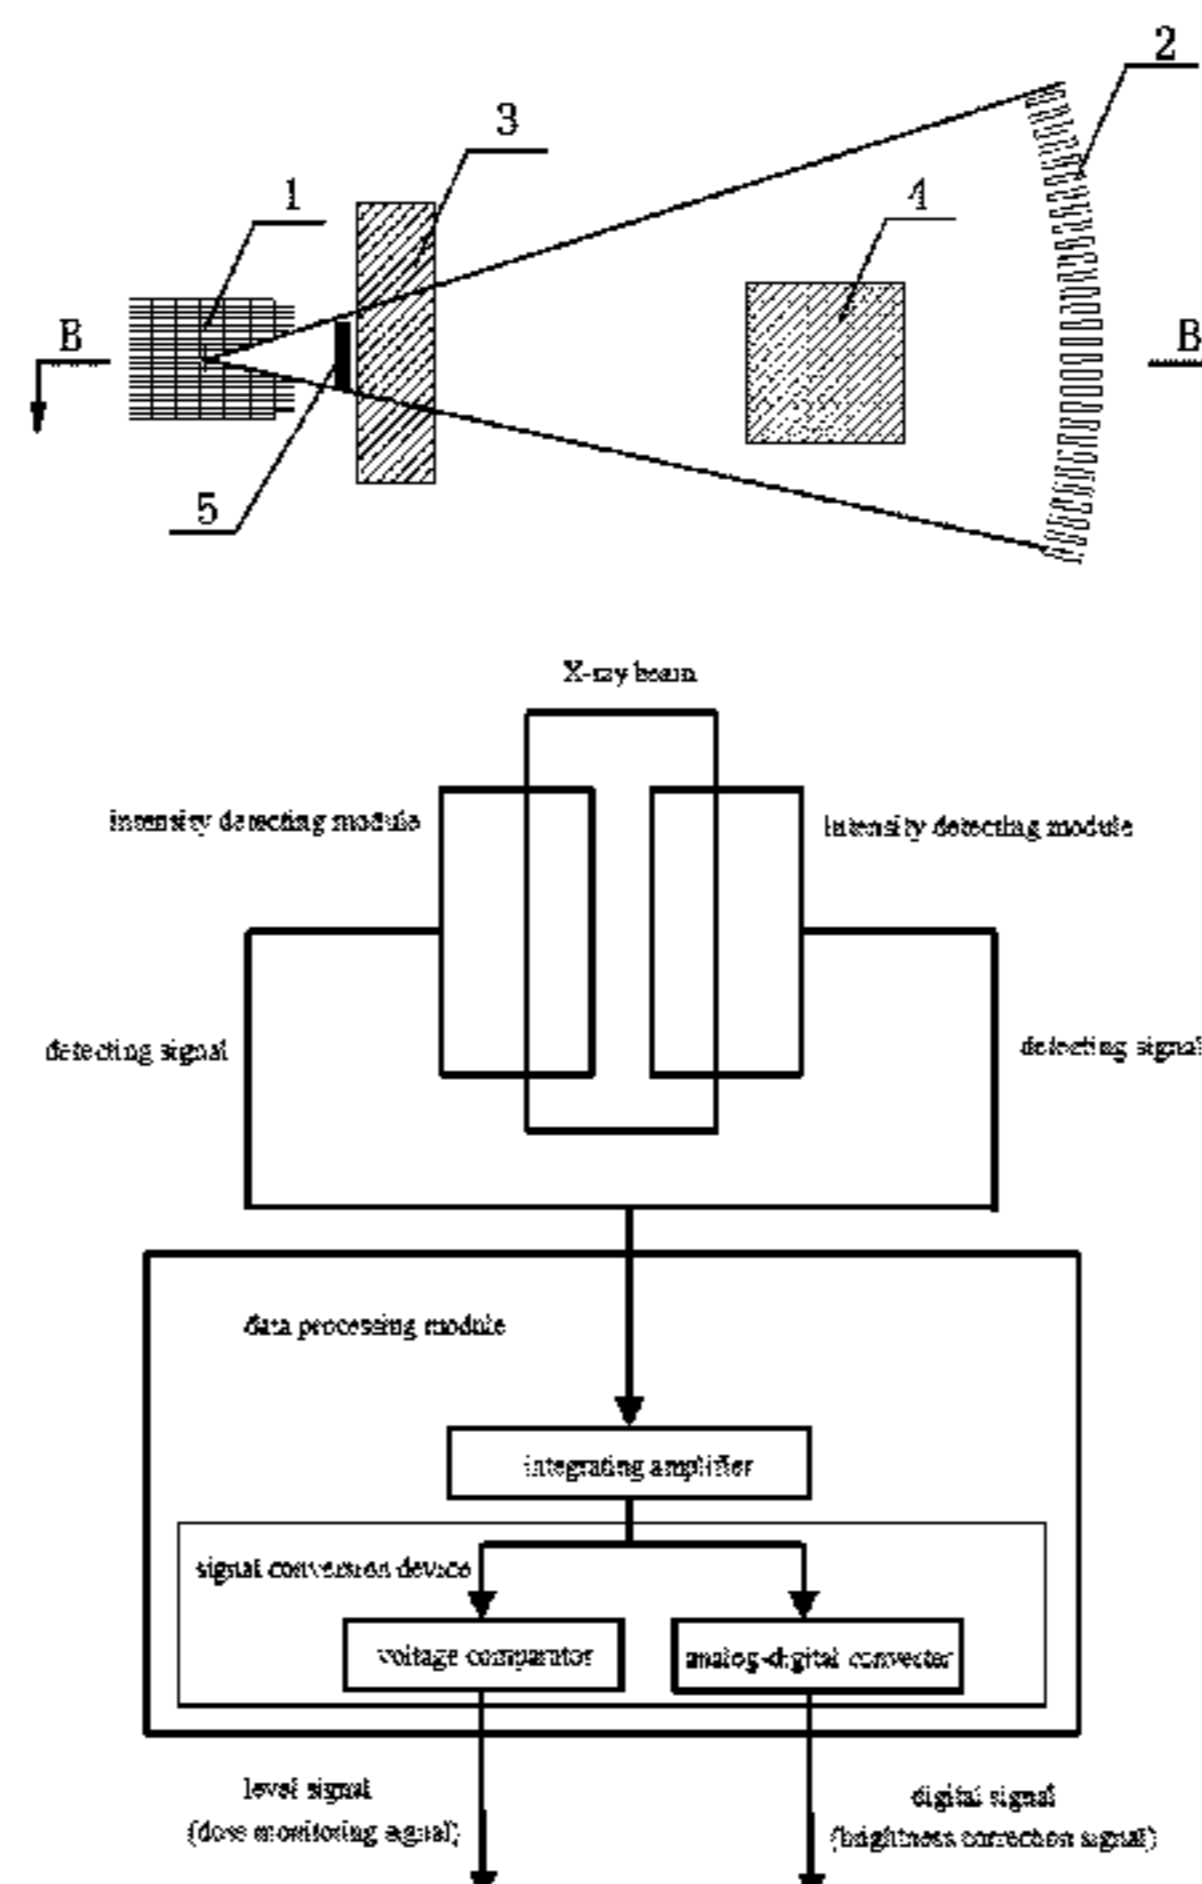 2
3
1
4
B
B
5
X-ray beam
intensity detecting module
intensity detecting module
detecting signal
detecting signal
data processing module
integrating amplifier
signal conversion device
voltage comparator
analog-digital convecter
level signal
(dose monitoring signal)
digital signal
(brightness correction signal)